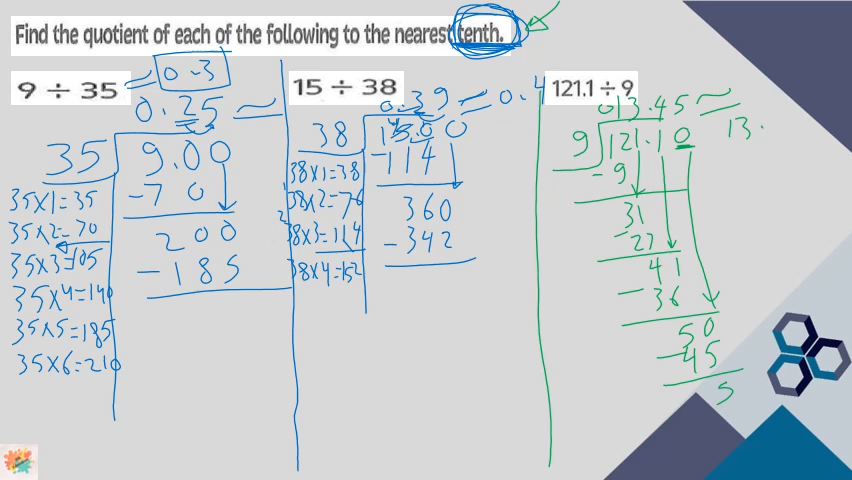 Find the quotient of each of the following to the nearest tenth.
9 ÷ 35 ≈ 0.3
0.25 ≈
35 9.00
- 7 0
200
- 185
35x1=35
35x2=70
35x3=105
35x4=140
35x5=185
35x6=210
15 ÷ 38
0.39 ≈ 0.4
38 15.00
- 114
360
- 342
38x1=38
38x2=76
38x3=114
38x4=152
121.1 ÷ 9
013.45 ≈ 13.
9 121.10
- 9
31
- 27
41
- 36
50
- 45
5